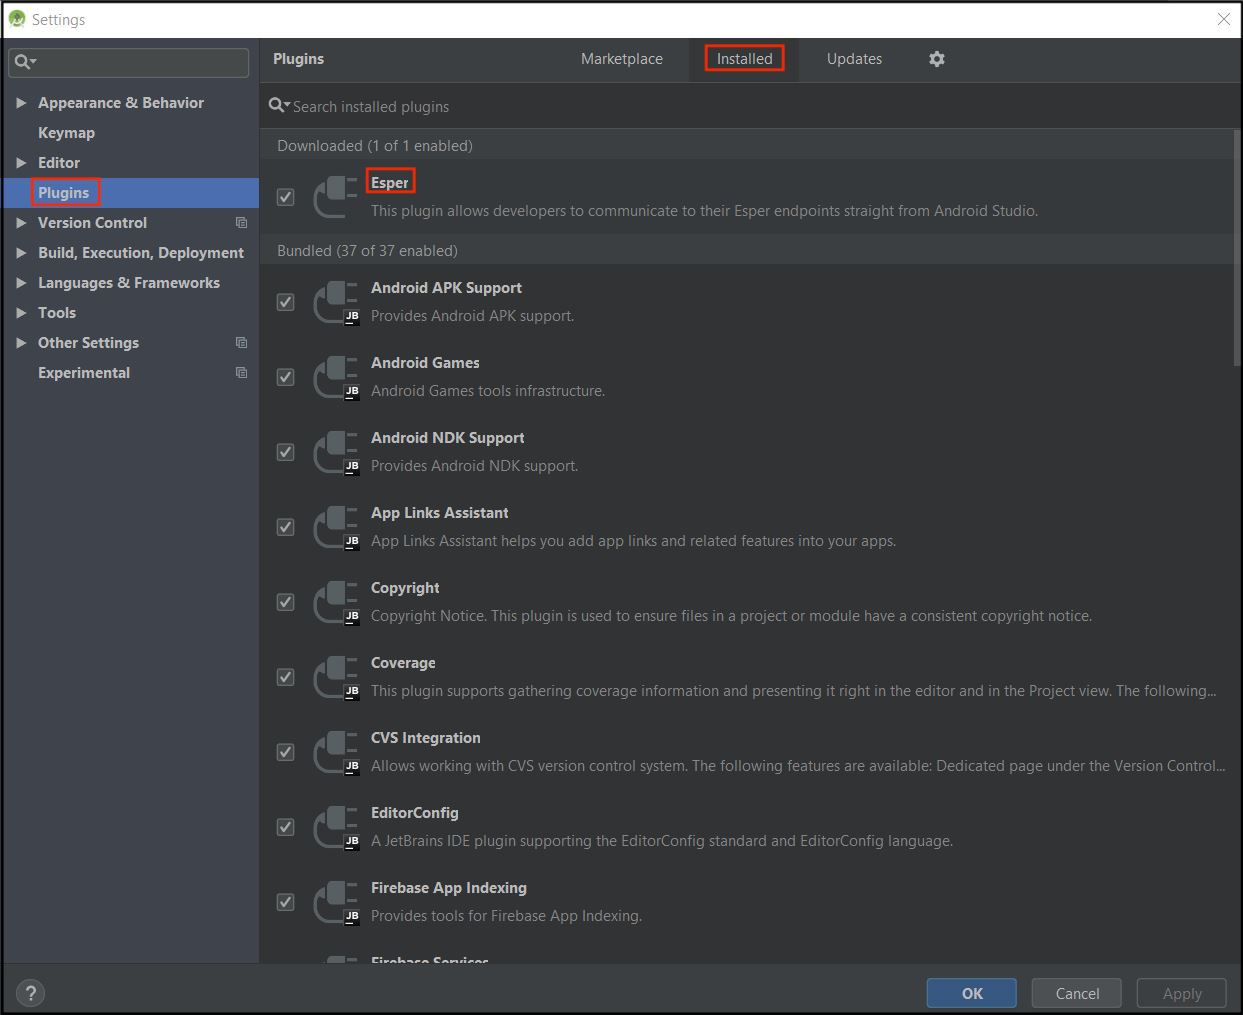 Settings
Plugins
Marketplace
Installed
Updates
Appearance & Behavior
Keymap
Editor
Plugins
Version Control
Build, Execution, Deployment
Languages & Frameworks
Tools
Other Settings
Experimental
Search installed plugins
Downloaded (1 of 1 enabled)
Esper
This plugin allows developers to communicate to their Esper endpoints straight from Android Studio.
Bundled (37 of 37 enabled)
Android APK Support
JB
Provides Android APK support.
Android Games
JB
Android Games tools infrastructure.
Android NDK Support
JB
Provides Android NDK support.
App Links Assistant
JB
App Links Assistant helps you add app links and related features into your apps.
Copyright
JB
Copyright Notice. This plugin is used to ensure files in a project or module have a consistent copyright notice.
Coverage
JB
This plugin supports gathering coverage information and presenting it right in the editor and in the Project view. The following...
CVS Integration
JB
Allows working with CVS version control system. The following features are available: Dedicated page under the Version Control...
EditorConfig
JB
A JetBrains IDE plugin supporting the EditorConfig standard and EditorConfig language.
Firebase App Indexing
JB
Provides tools for Firebase App Indexing.
Firebase Services
?
OK
Cancel
Apply